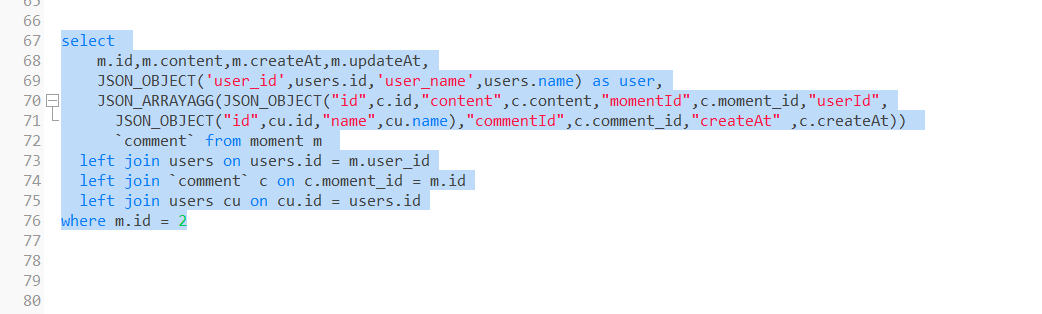 65
66
67 select
68 m.id,m.content,m.createAt,m.updateAt,
69 JSON_OBJECT('user_id',users.id,'user_name',users.name) as user,
70 JSON_ARRAYAGG(JSON_OBJECT("id",c.id,"content",c.content,"momentId",c.moment_id,"userId",
71 JSON_OBJECT("id",cu.id,"name",cu.name),"commentId",c.comment_id,"createAt" ,c.createAt))
72 `comment` from moment m
73 left join users on users.id = m.user_id
74 left join `comment` c on c.moment_id = m.id
75 left join users cu on cu.id = users.id
76 where m.id = 2
77
78
79
80